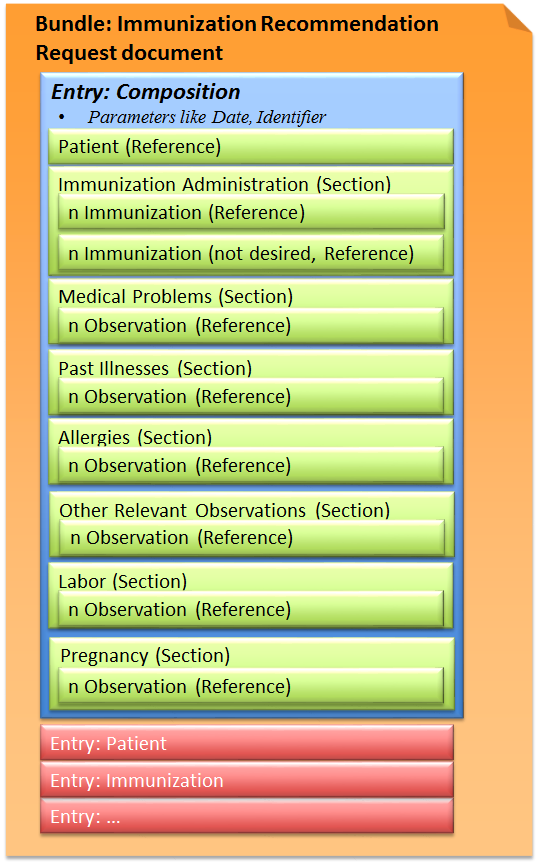 Bundle: Immunization Recommendation
Request document
Entry: Composition
• Parameters like Date, Identifier
Patient (Reference)
Immunization Administration (Section)
n Immunization (Reference)
n Immunization (not desired, Reference)
Medical Problems (Section)
n Observation (Reference)
Past Illnesses (Section)
n Observation (Reference)
Allergies (Section)
n Observation (Reference)
Other Relevant Observations (Section)
n Observation (Reference)
Labor (Section)
n Observation (Reference)
Pregnancy (Section)
n Observation (Reference)
Entry: Patient
Entry: Immunization
Entry: ...